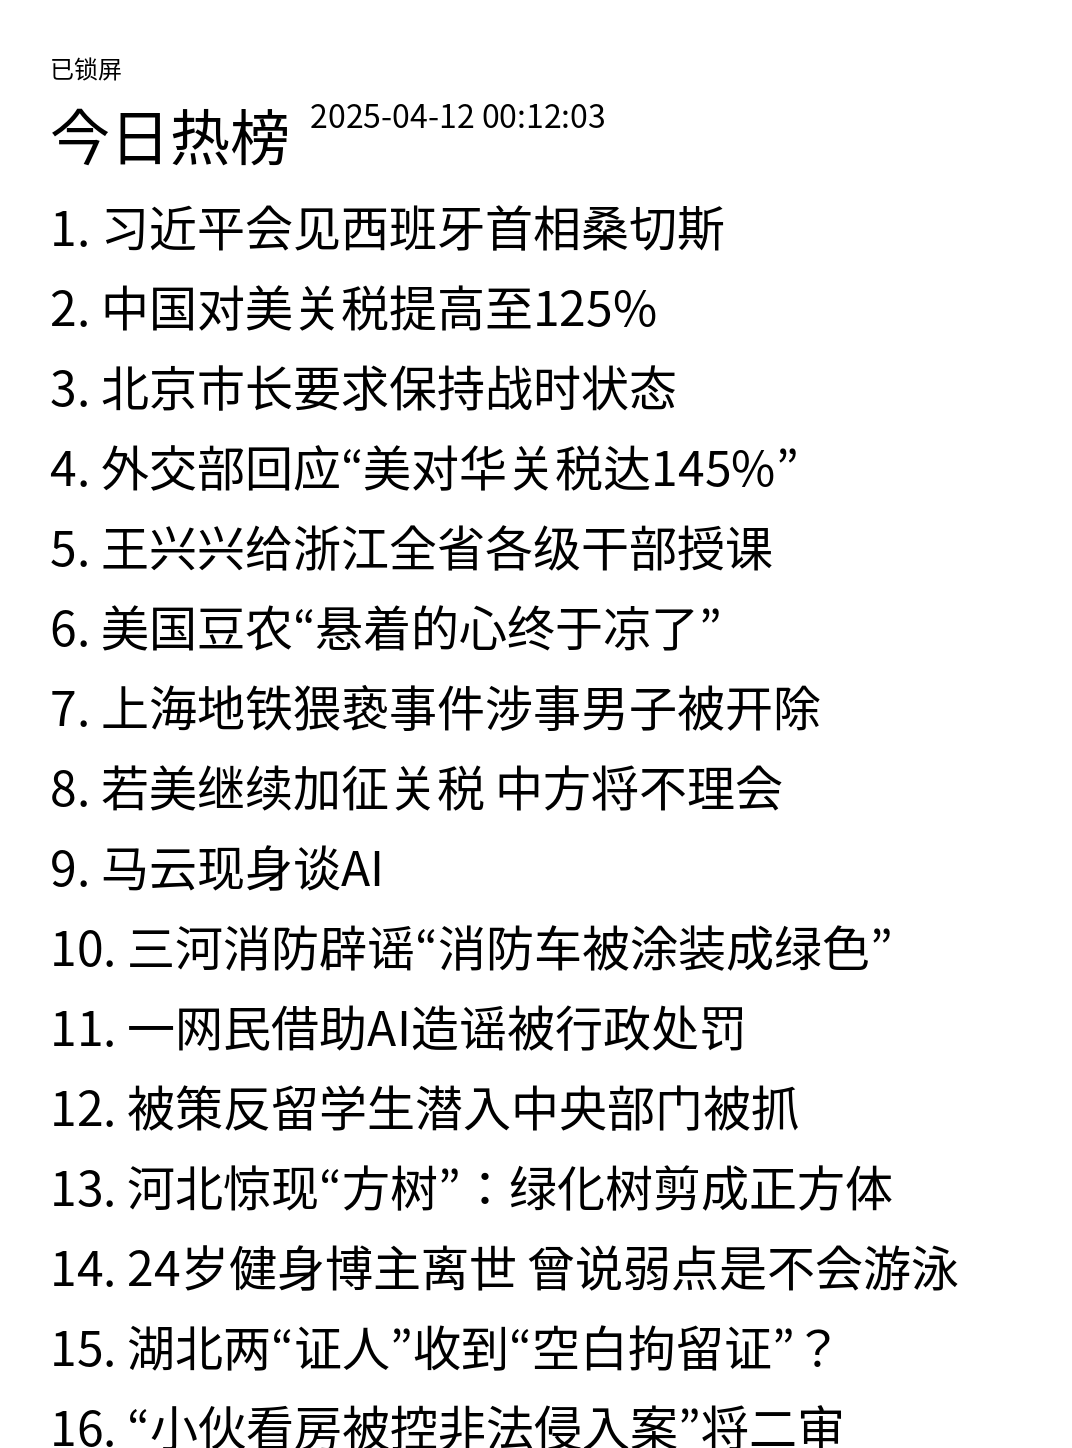 已锁屏
今日热榜 2025-04-12 00:12:03
1. 习近平会见西班牙首相桑切斯
2. 中国对美关税提高至125%
3. 北京市长要求保持战时状态
4. 外交部回应“美对华关税达145%”
5. 王兴兴给浙江全省各级干部授课
6. 美国豆农“悬着的心终于凉了”
7. 上海地铁猥亵事件涉事男子被开除
8. 若美继续加征关税 中方将不理会
9. 马云现身谈AI
10. 三河消防辟谣“消防车被涂装成绿色”
11. 一网民借助AI造谣被行政处罚
12. 被策反留学生潜入中央部门被抓
13. 河北惊现“方树”：绿化树剪成正方体
14. 24岁健身博主离世 曾说弱点是不会游泳
15. 湖北两“证人”收到“空白拘留证”？
16. “小伙看房被控非法侵入案”将二审